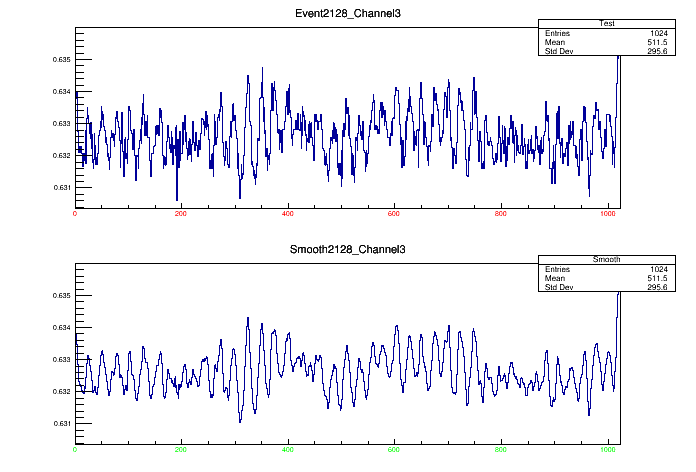 Event2128_Channel3
Test
Entries 1024
Mean 511.5
Std Dev 295.6
0.635
0.634
0.633
0.632
0.631
0 200 400 600 800 1000
Smooth2128_Channel3
Smooth
Entries 1024
Mean 511.5
Std Dev 295.6
0.635
0.634
0.633
0.632
0.631
0 200 400 600 800 1000